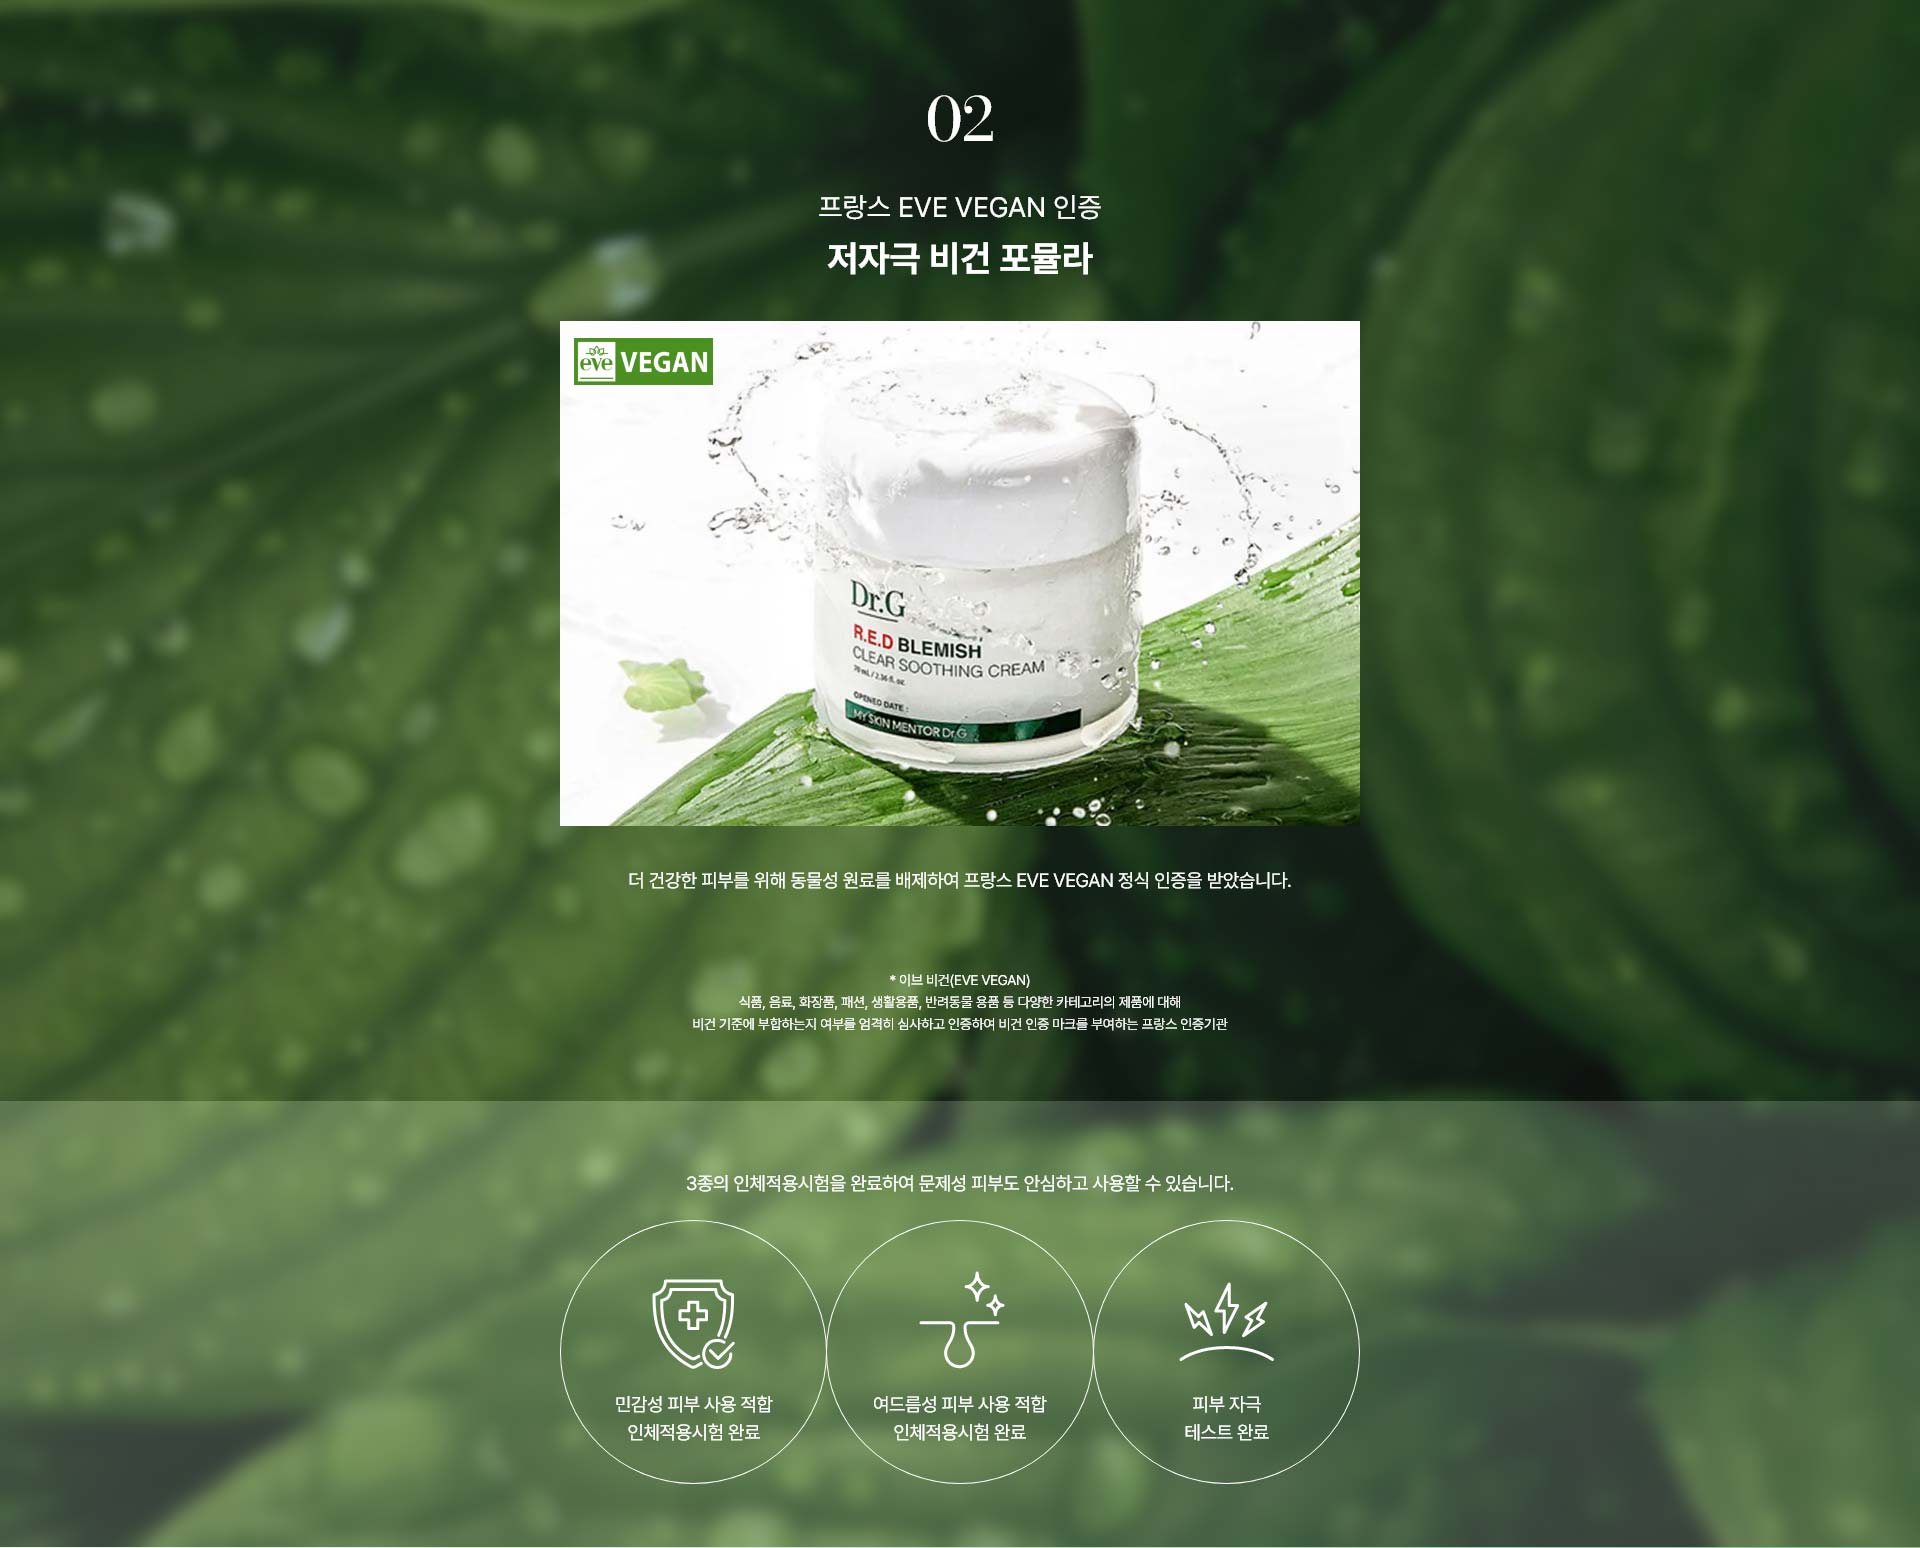 02
프랑스 EVE VEGAN 인증
저자극 비건 포뮬라
eve VEGAN
Dr.G
R.E.D BLEMISH
CLEAR SOOTHING CREAM
70 mL / 2.36 fl. oz.
OPENED DATE :
MY SKIN MENTOR Dr.G
더 건강한 피부를 위해 동물성 원료를 배제하여 프랑스 EVE VEGAN 정식 인증을 받았습니다.
* 이브 비건(EVE VEGAN)
식품, 음료, 화장품, 패션, 생활용품, 반려동물 용품 등 다양한 카테고리의 제품에 대해
비건 기준에 부합하는지 여부를 엄격히 심사하고 인증하여 비건 인증 마크를 부여하는 프랑스 인증기관
3종의 인체적용시험을 완료하여 문제성 피부도 안심하고 사용할 수 있습니다.
민감성 피부 사용 적합
인체적용시험 완료
여드름성 피부 사용 적합
인체적용시험 완료
피부 자극
테스트 완료